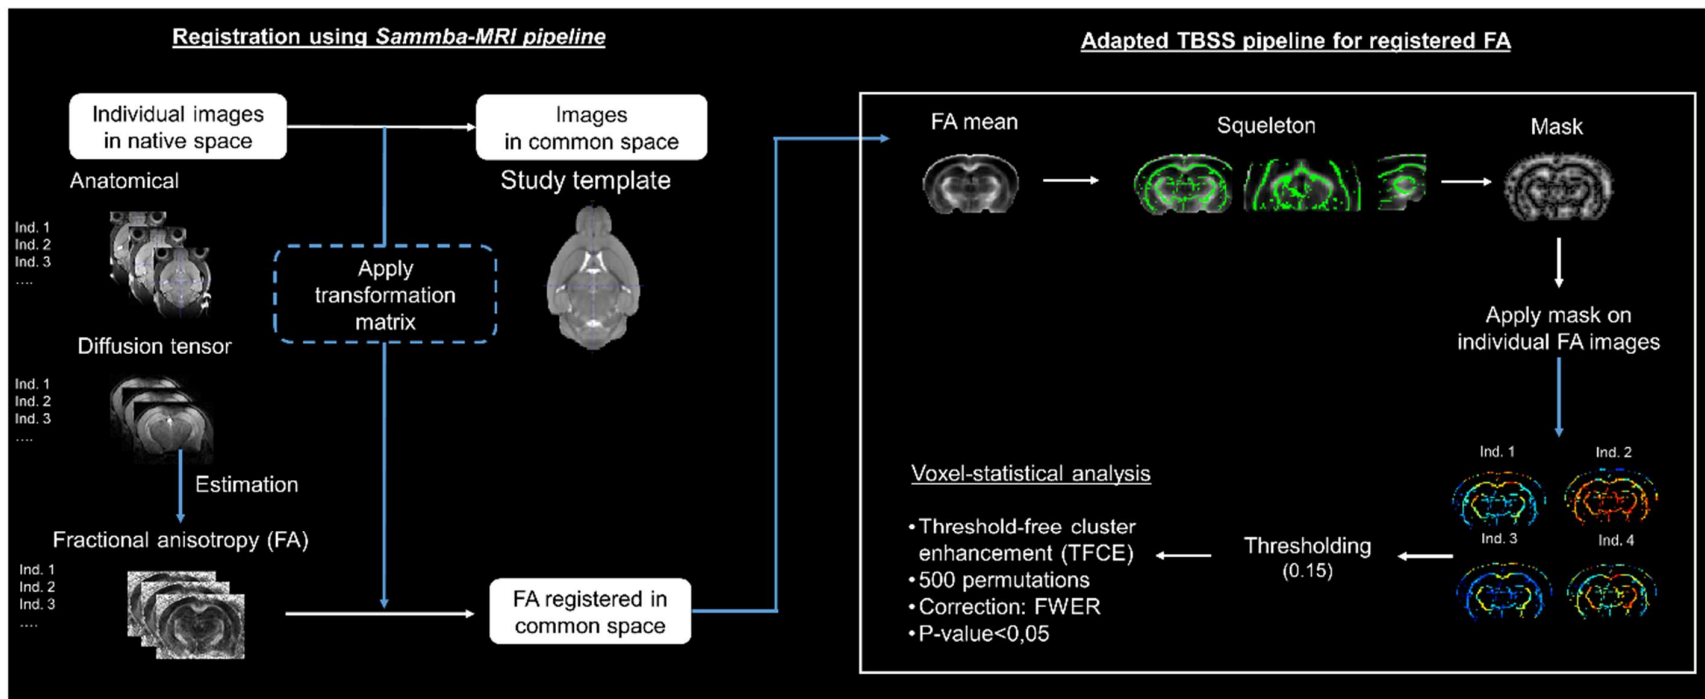 Registration using Sammba-MRI pipeline
Individual images
in native space
Images
in common space
Anatomical
Study template
Ind. 1
Ind. 2
Ind. 3
....
Apply
transformation
matrix
Diffusion tensor
Ind. 1
Ind. 2
Ind. 3
....
Estimation
Fractional anisotropy (FA)
Ind. 1
Ind. 2
Ind. 3
....
FA registered in
common space
Adapted TBSS pipeline for registered FA
FA mean
Squeleton
Mask
Apply mask on
individual FA images
Ind. 1
Ind. 2
Ind. 3
Ind. 4
Thresholding
(0.15)
Voxel-statistical analysis
• Threshold-free cluster
enhancement (TFCE)
• 500 permutations
• Correction: FWER
• P-value<0,05